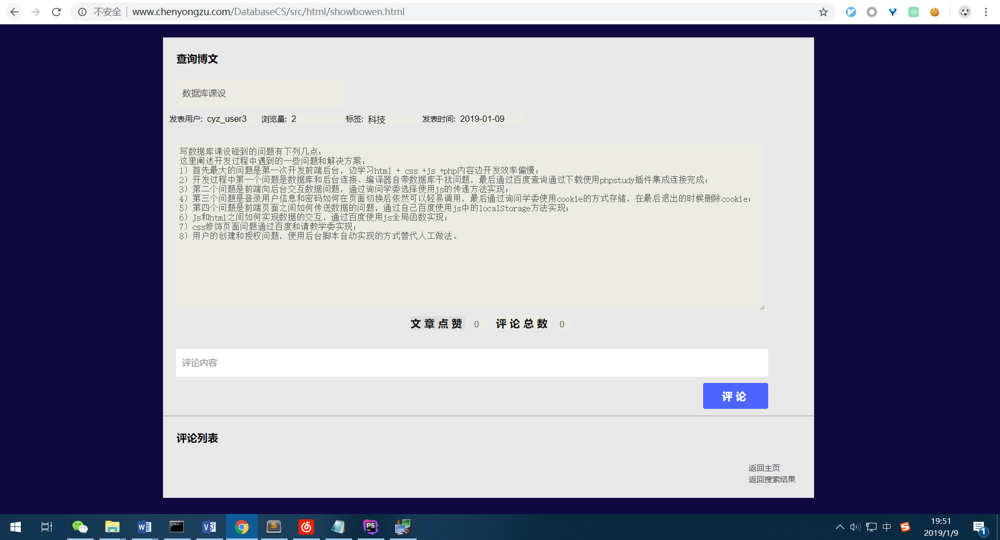 不安全 www.chenyongzu.com/DatabaseCS/src/html/showbowen.html
查询博文
数据库课设
发表用户: cyz_user3 浏览量: 2 标签: 科技 发表时间: 2019-01-09
写数据库课设碰到的问题有下列几点；
这里阐述开发过程中遇到的一些问题和解决方案；
1）首先最大的问题是第一次开发前端后台，边学习html + css +js +php内容边开发效率偏慢；
2）开发过程中第一个问题是数据库和后台连接、编译器自带数据库干扰问题，最后通过百度查询通过下载使用phpstudy插件集成连接完成；
3）第二个问题是前端向后台交互数据问题，通过询问学委选择使用js的传递方法实现；
4）第三个问题是登录用户信息和密码如何在页面切换后依然可以轻易调用，最后通过询问学委使用cookie的方式存储，在最后退出的时候删除cookie；
5）第四个问题是前端页面之间如何传送数据的问题，通过自己百度使用js中的localStorage方法实现；
6）Js和html之间如何实现数据的交互，通过百度使用js全局函数实现；
7）css修饰页面问题通过百度和请教学委实现；
8）用户的创建和授权问题，使用后台脚本自动实现的方式替代人工做法。
文章点赞 0 评论总数 0
评论内容
评论
评论列表
返回主页
返回搜索结果
中 19:51
2019/1/9
1